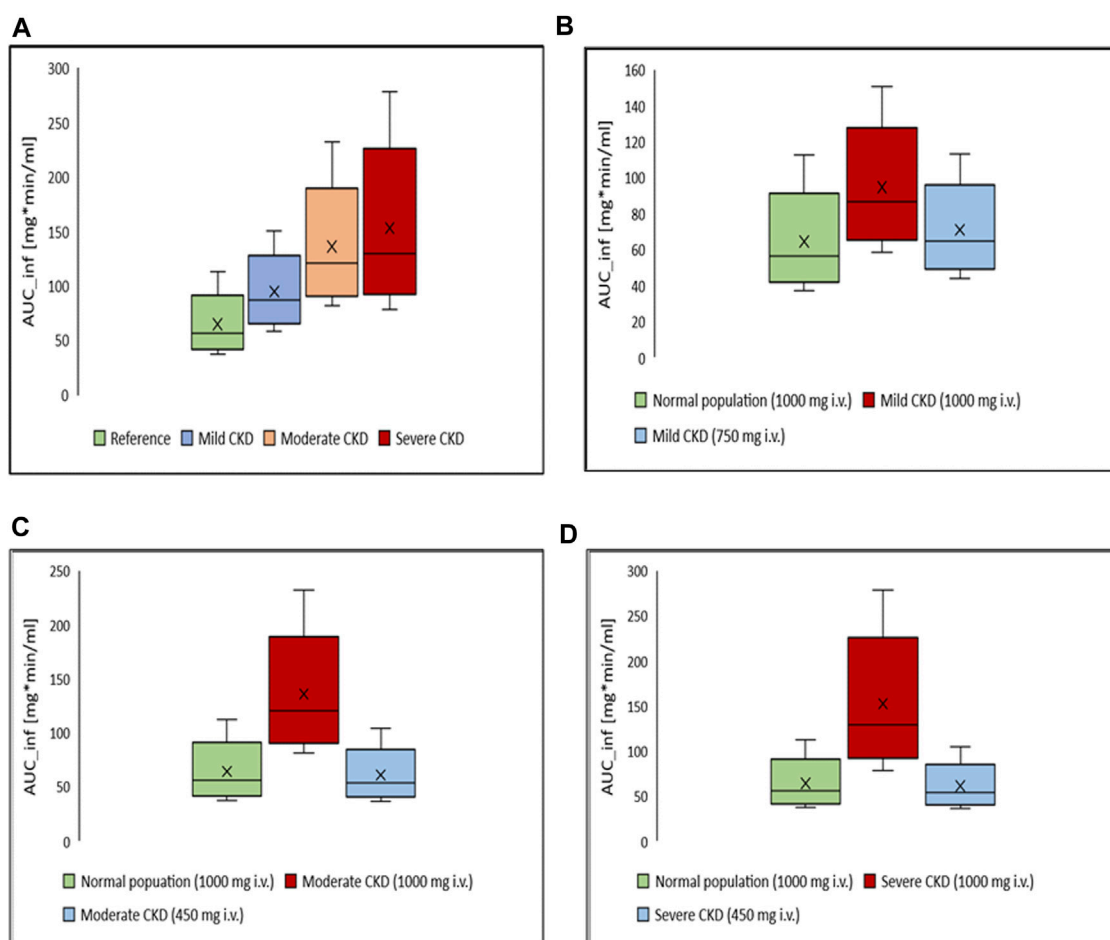 A
AUC_inf [mg*min/ml]
300
250
200
150
100
50
0
Reference Mild CKD Moderate CKD Severe CKD
B
AUC_inf [mg*min/ml]
160
140
120
100
80
60
40
20
0
Normal population (1000 mg i.v.) Mild CKD (1000 mg i.v.)
Mild CKD (750 mg i.v.)
C
AUC_inf [mg*min/ml]
250
200
150
100
50
0
Normal popuation (1000 mg i.v.) Moderate CKD (1000 mg i.v.)
Moderate CKD (450 mg i.v.)
D
AUC_inf [mg*min/ml]
300
250
200
150
100
50
0
Normal population (1000 mg i.v.) Severe CKD (1000 mg i.v.)
Severe CKD (450 mg i.v.)